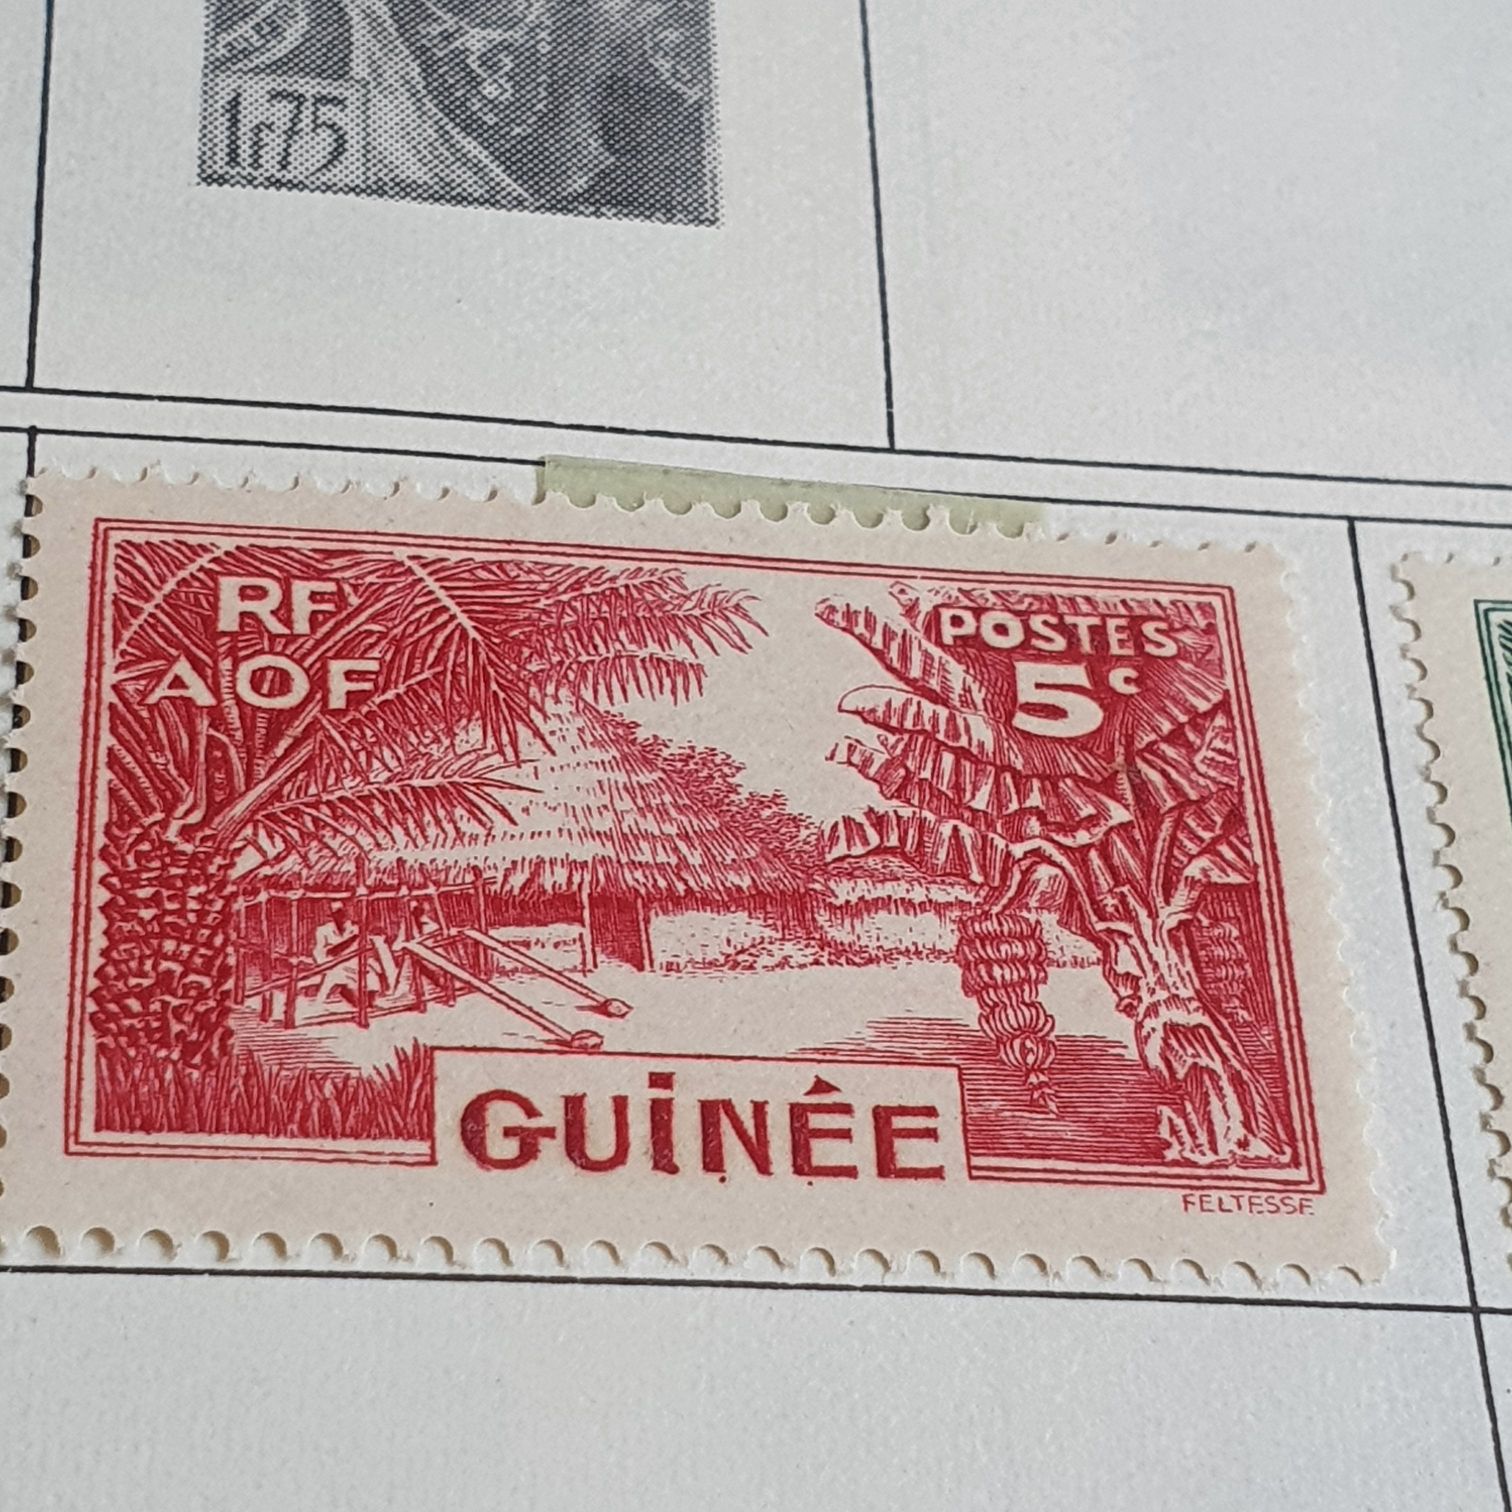 1f75
RF
AOF
POSTES
5c
GUiNÉE
FELTESSE